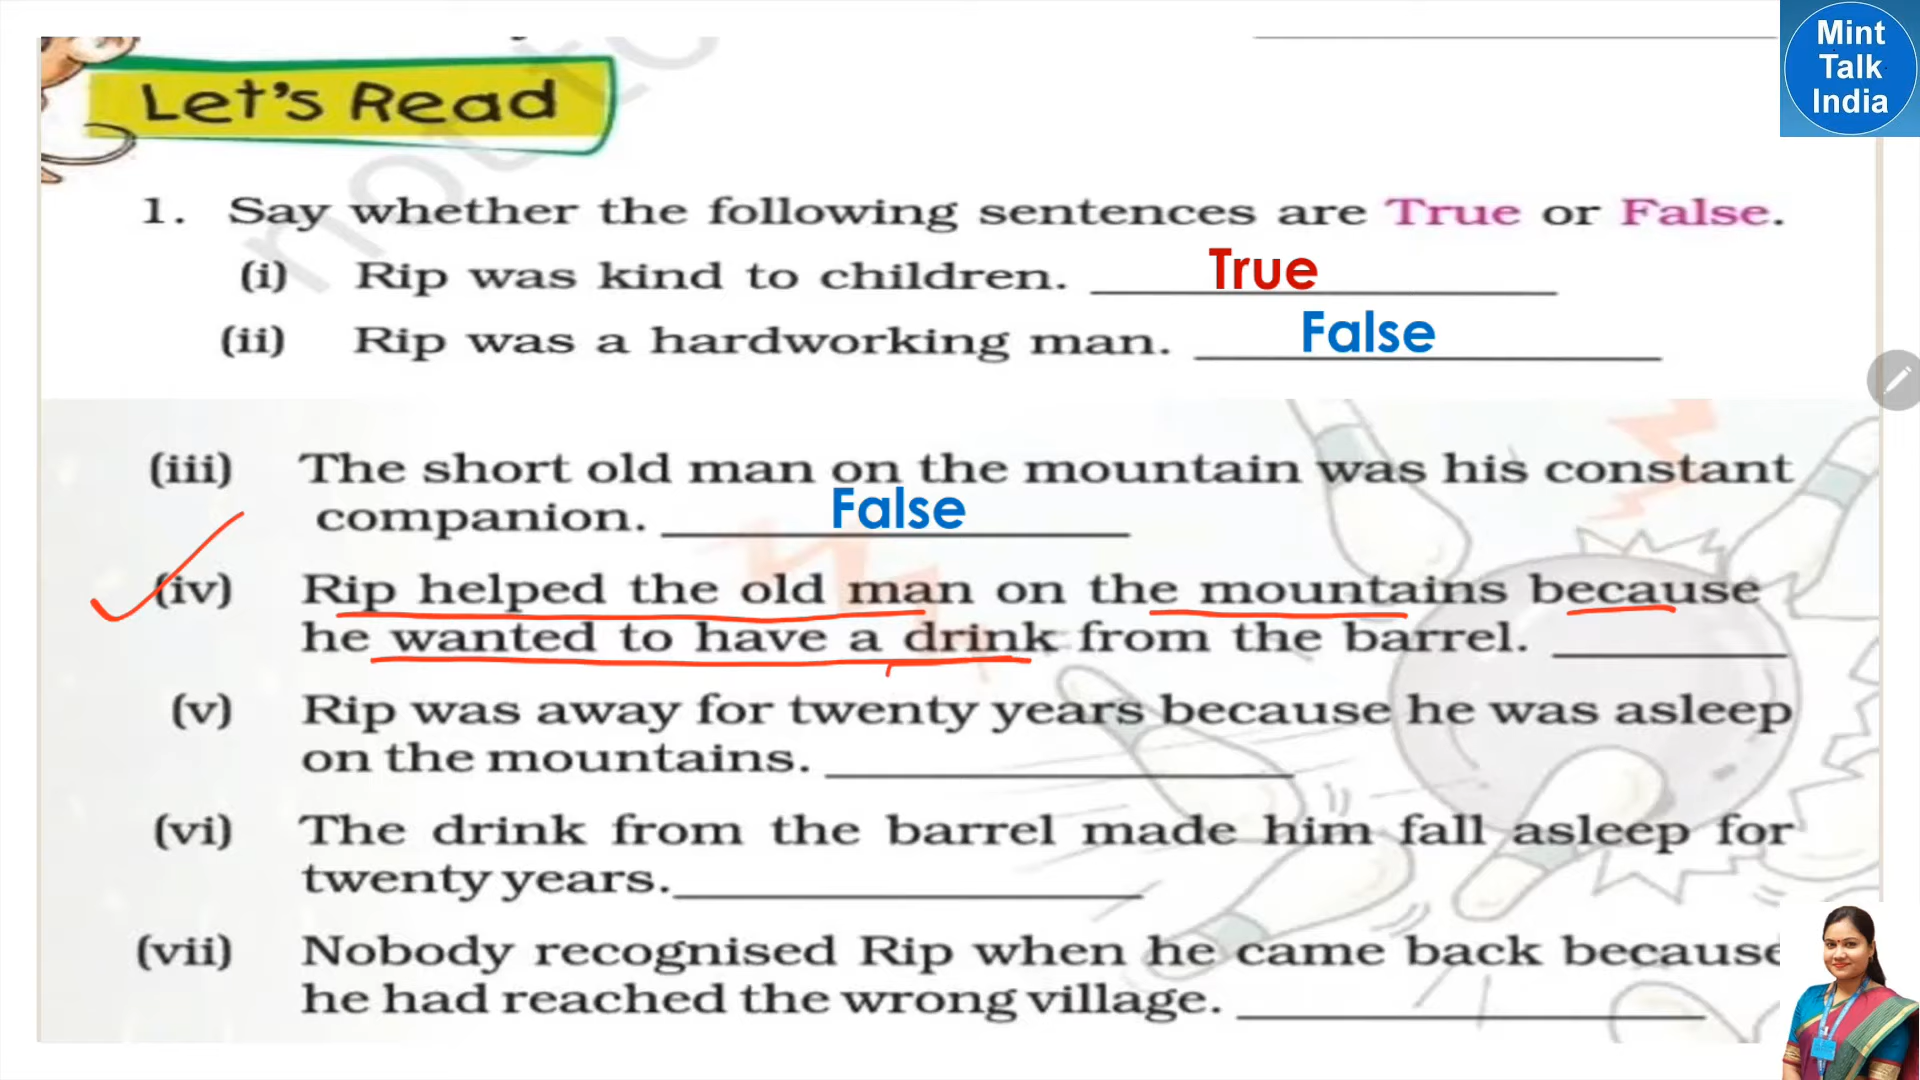 Mint
Talk
India
Let's Read
1. Say whether the following sentences are True or False.
(i) Rip was kind to children. True
(ii) Rip was a hardworking man. False
(iii) The short old man on the mountain was his constant
companion. False
(iv) Rip helped the old man on the mountains because
he wanted to have a drink from the barrel.
(v) Rip was away for twenty years because he was asleep
on the mountains.
(vi) The drink from the barrel made him fall asleep for
twenty years.
(vii) Nobody recognised Rip when he came back because
he had reached the wrong village.